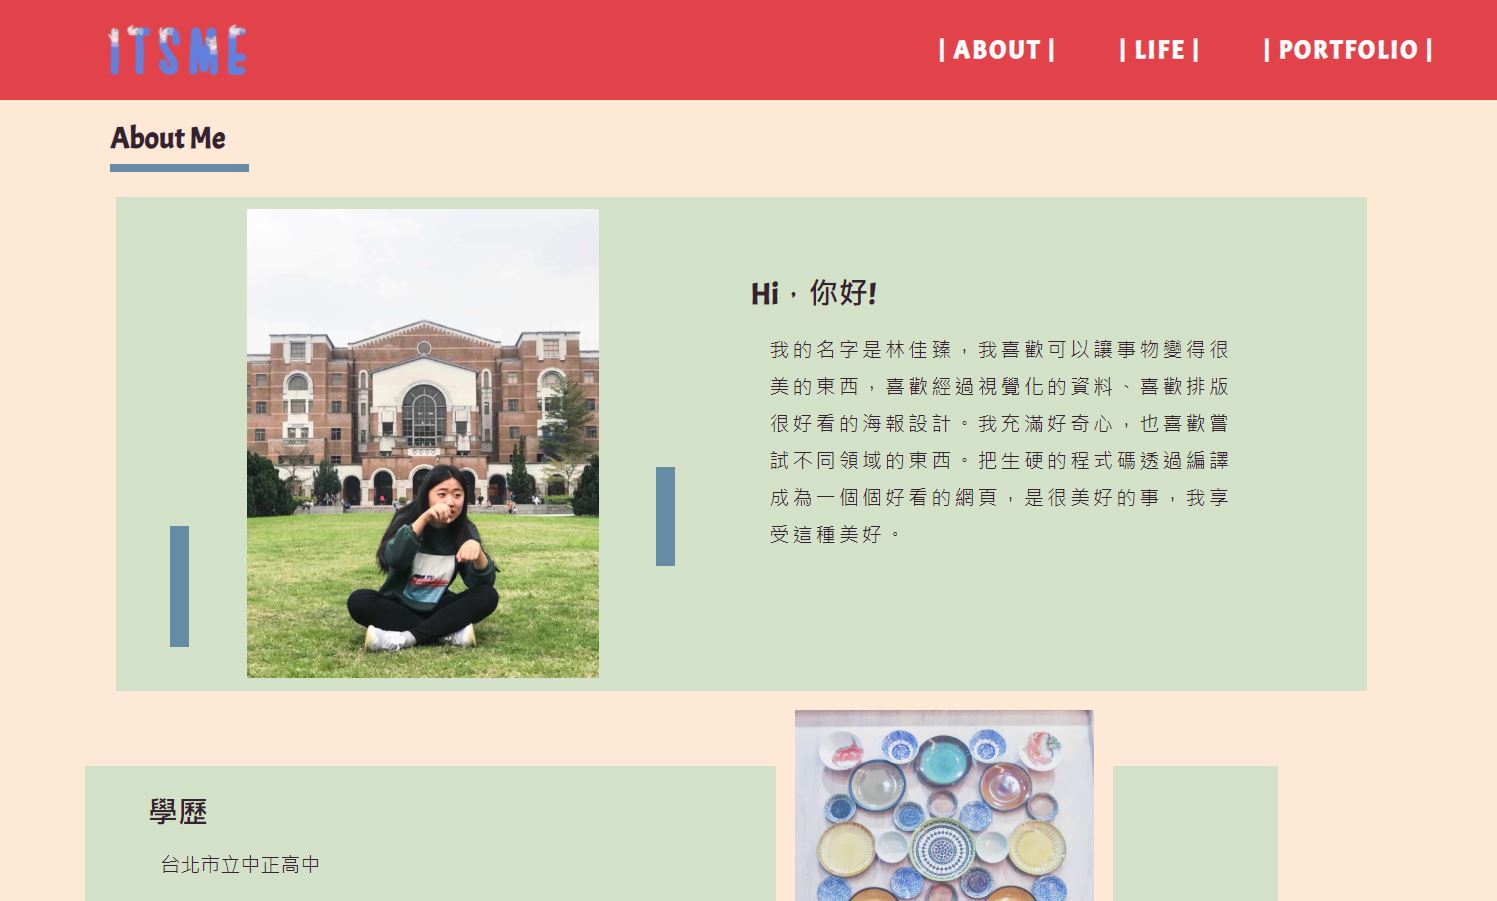 ITSME
| ABOUT |
| LIFE |
| PORTFOLIO |
About Me
Hi，你好!
我的名字是林佳臻，我喜歡可以讓事物變得很
美的東西，喜歡經過視覺化的資料、喜歡排版
很好看的海報設計。我充滿好奇心，也喜歡嘗
試不同領域的東西。把生硬的程式碼透過編譯
成為一個個好看的網頁，是很美好的事，我享
受這種美好。
學歷
台北市立中正高中